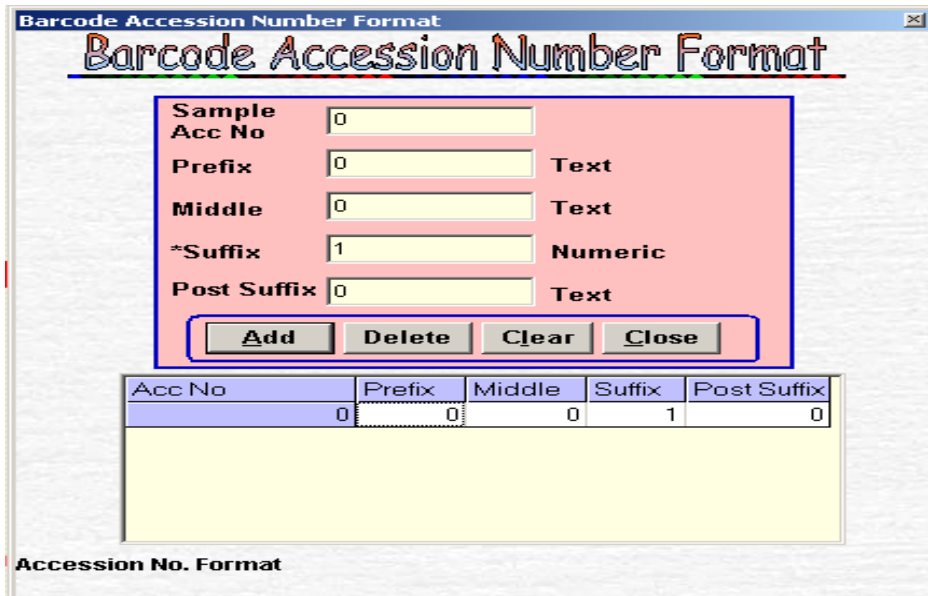 Barcode Accession Number Format
Barcode Accession Number Format
Sample Acc No 0
Prefix 0 Text
Middle 0 Text
*Suffix 1 Numeric
Post Suffix 0 Text
Add Delete Clear Close
Acc No Prefix Middle Suffix Post Suffix
0 0 0 1 0
Accession No. Format